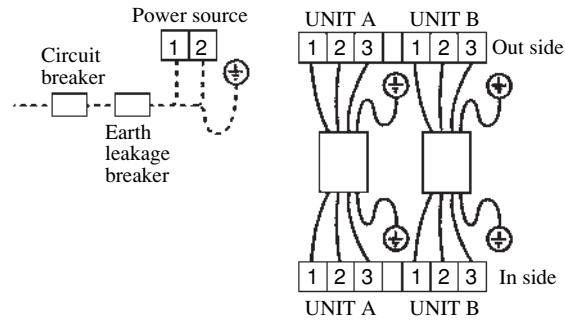 Power source
1 2
Circuit
breaker
Earth
leakage
breaker
UNIT A UNIT B
1 2 3 1 2 3 Out side
1 2 3 1 2 3 In side
UNIT A UNIT B